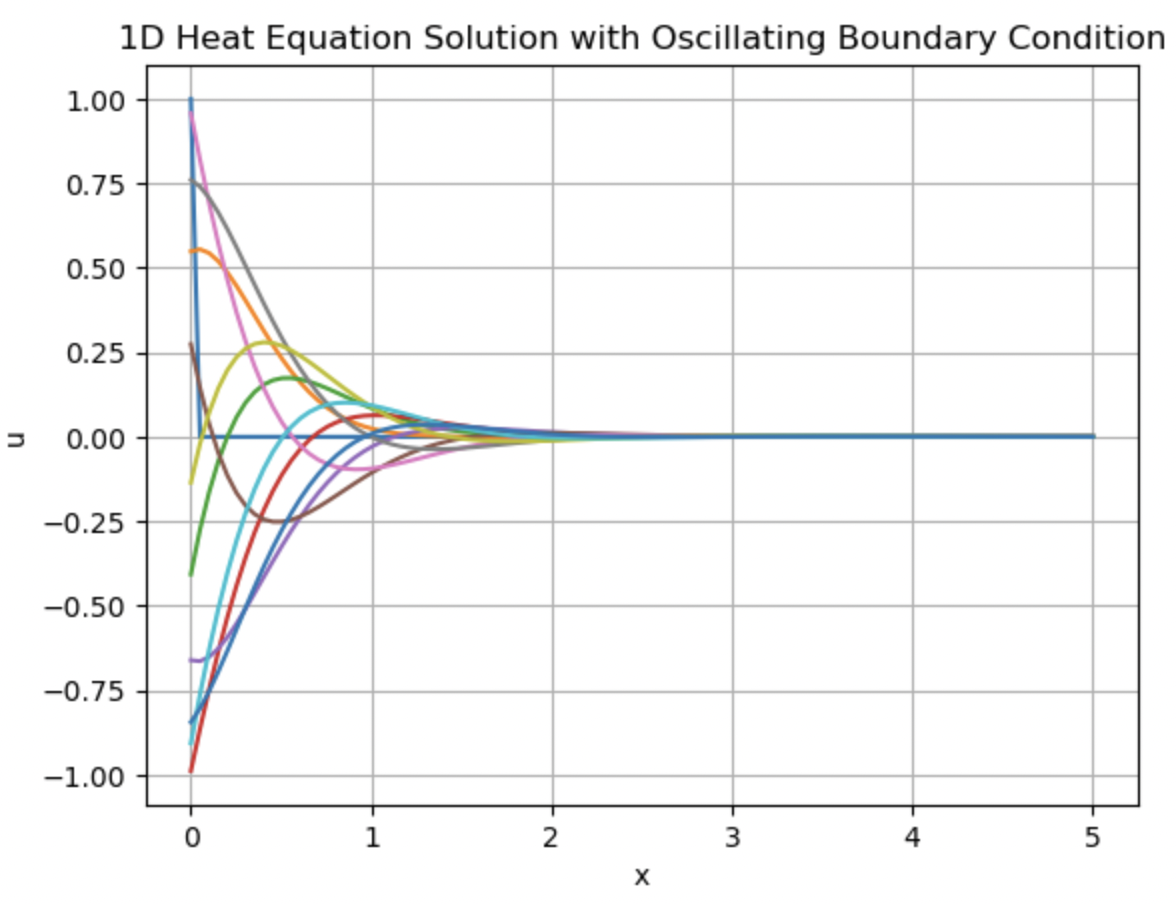 1D Heat Equation Solution with Oscillating Boundary Condition
1.00
0.75
0.50
0.25
0.00
−0.25
−0.50
−0.75
−1.00
u
0 1 2 3 4 5
x